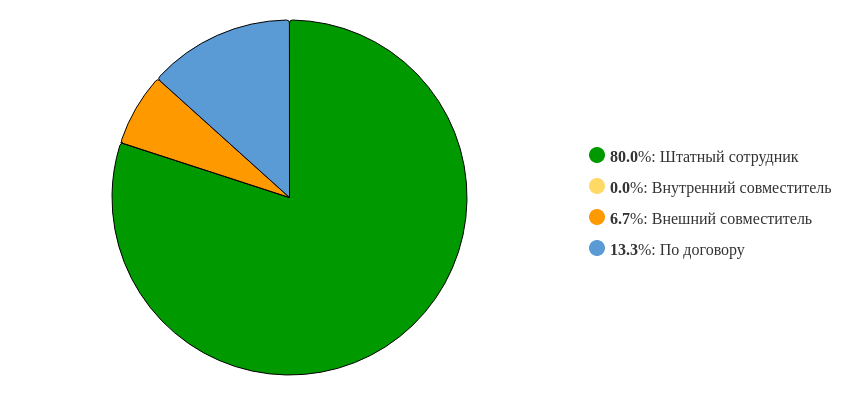 80.0%: Штатный сотрудник
0.0%: Внутренний совместитель
6.7%: Внешний совместитель
13.3%: По договору